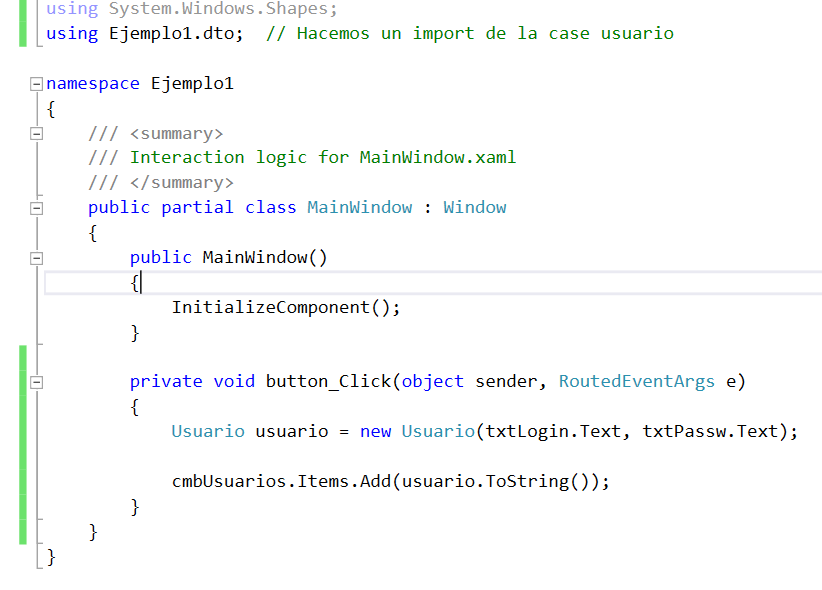 using System.Windows.Shapes;
using Ejemplo1.dto;  // Hacemos un import de la case usuario
namespace Ejemplo1
{
/// <summary>
/// Interaction logic for MainWindow.xaml
/// </summary>
public partial class MainWindow : Window
{
public MainWindow()
{
InitializeComponent();
}
private void button_Click(object sender, RoutedEventArgs e)
{
Usuario usuario = new Usuario(txtLogin.Text, txtPassw.Text);
cmbUsuarios.Items.Add(usuario.ToString());
}
}
}